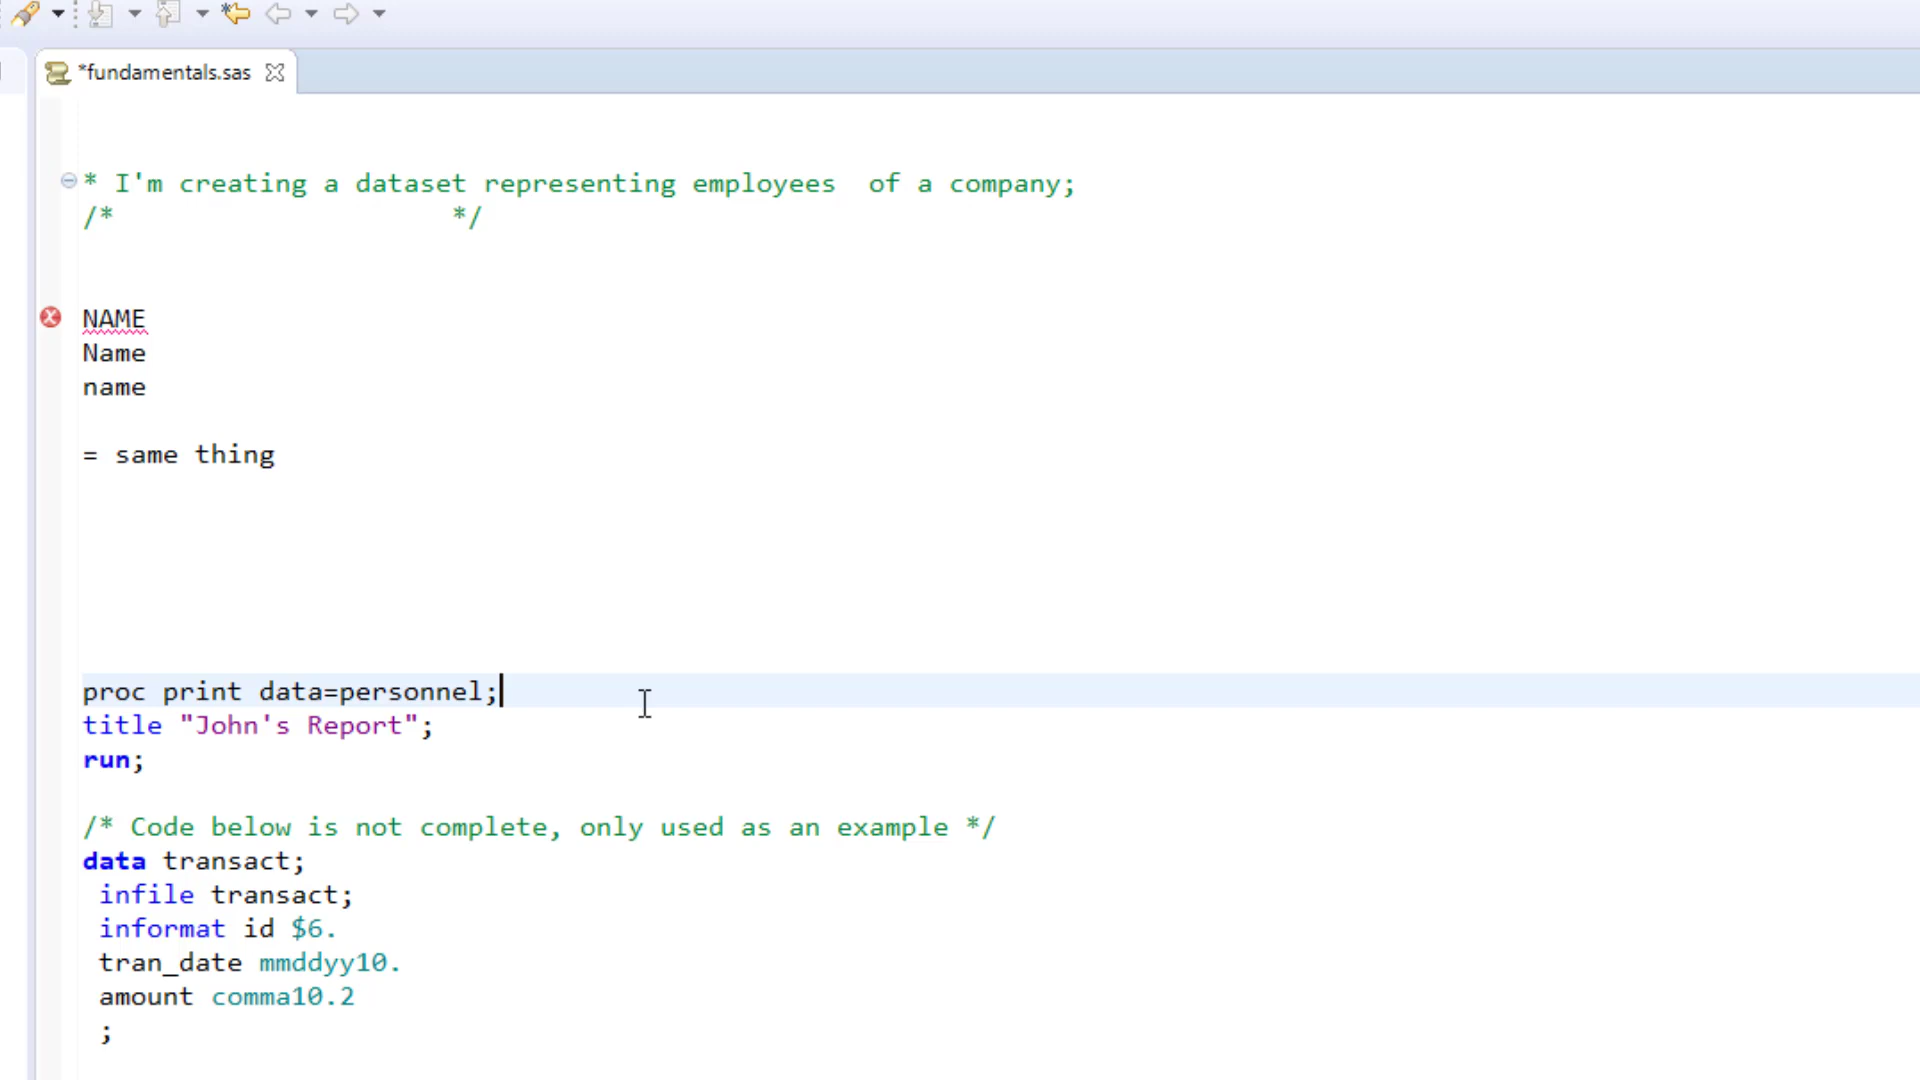 *fundamentals.sas
* I'm creating a dataset representing employees  of a company;
/*                     */
NAME
Name
name
= same thing
proc print data=personnel;
title "John's Report";
run;
/* Code below is not complete, only used as an example */
data transact;
infile transact;
informat id $6.
tran_date mmddyy10.
amount comma10.2
;